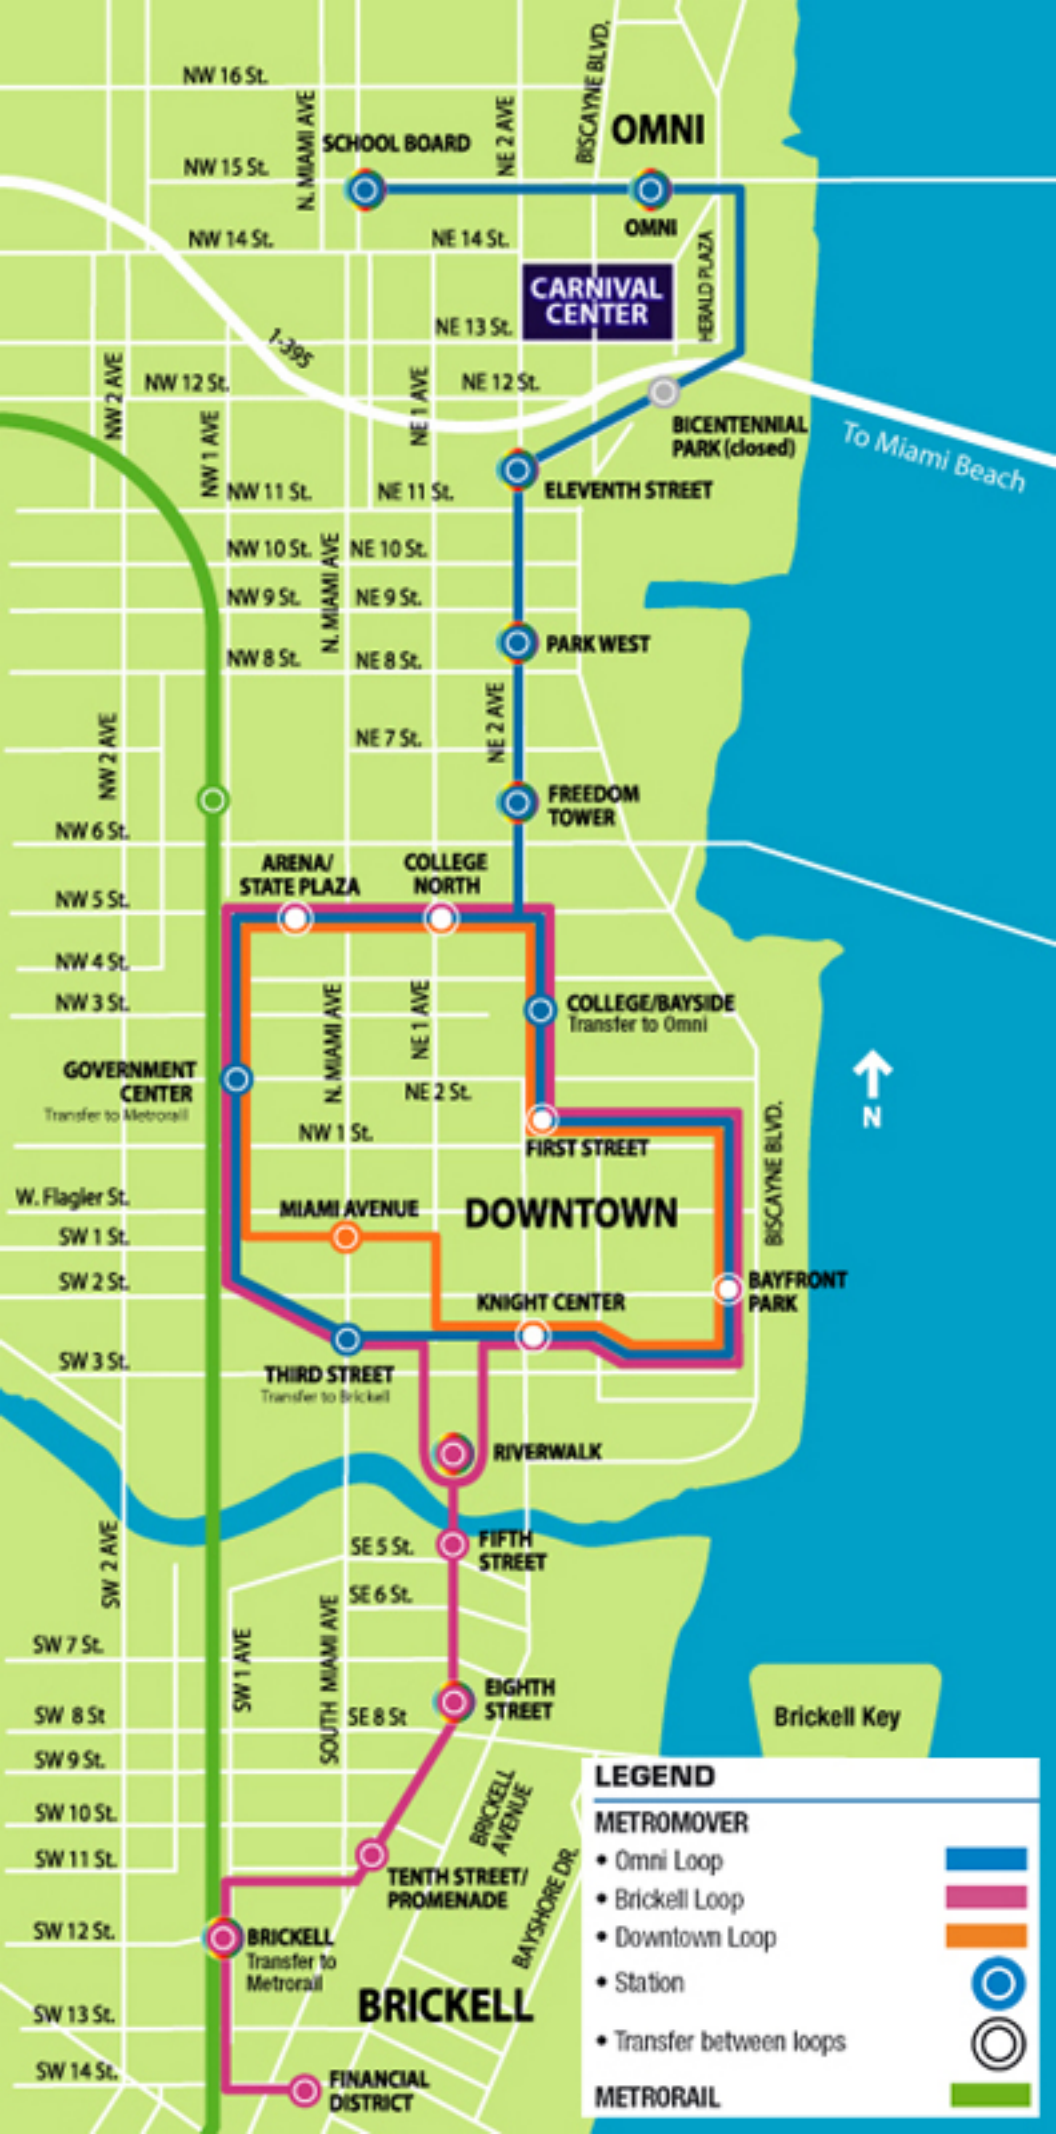 NW 16 St.
BISCAYNE BLVD.
N. MIAMI AVE
NE 2 AVE
OMNI
SCHOOL BOARD
NW 15 St.
OMNI
NW 14 St.
NE 14 St.
HERALD PLAZA
CARNIVAL
CENTER
NE 13 St.
1-395
NW 2 AVE
NW 12 St.
NE 1 AVE
NE 12 St.
BICENTENNIAL
PARK (closed)
To Miami Beach
NW 1 AVE
NW 11 St.
NE 11 St.
ELEVENTH STREET
N. MIAMI AVE
NW 10 St.
NE 10 St.
NW 9 St.
NE 9 St.
PARK WEST
NW 8 St.
NE 8 St.
NE 2 AVE
NW 2 AVE
NE 7 St.
FREEDOM
TOWER
NW 6 St.
ARENA/
STATE PLAZA
COLLEGE
NORTH
NW 5 St.
NW 4 St.
NW 3 St.
N. MIAMI AVE
NE 1 AVE
COLLEGE/BAYSIDE
Transfer to Omni
GOVERNMENT
CENTER
Transfer to Metrorail
NE 2 St.
N
NW 1 St.
FIRST STREET
BISCAYNE BLVD.
W. Flagler St.
MIAMI AVENUE
DOWNTOWN
SW 1 St.
SW 2 St.
BAYFRONT
PARK
KNIGHT CENTER
SW 3 St.
THIRD STREET
Transfer to Brickell
RIVERWALK
SW 2 AVE
SE 5 St.
FIFTH
STREET
SE 6 St.
SW 7 St.
SW 1 AVE
SOUTH MIAMI AVE
EIGHTH
STREET
SW 8 St
SE 8 St
Brickell Key
SW 9 St.
BRICKELL
AVENUE
SW 10 St.
SW 11 St.
BAYSHORE DR.
TENTH STREET/
PROMENADE
SW 12 St.
BRICKELL
Transfer to
Metrorail
BRICKELL
SW 13 St.
SW 14 St.
FINANCIAL
DISTRICT
LEGEND
METROMOVER
• Omni Loop
• Brickell Loop
• Downtown Loop
• Station
• Transfer between loops
METRORAIL